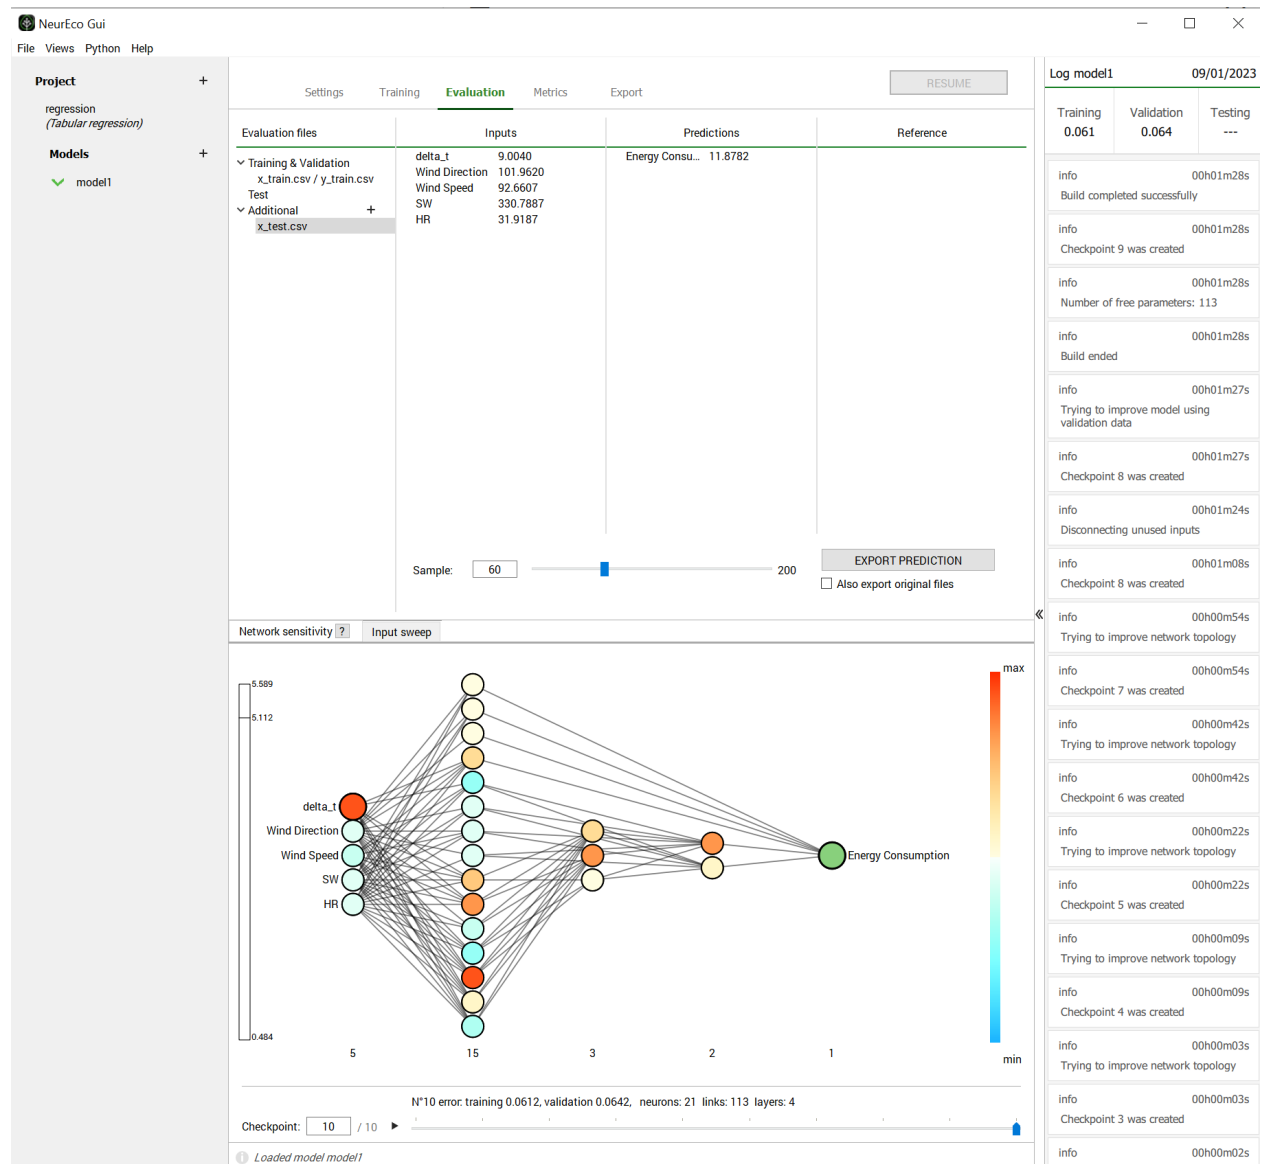 NeurEco Gui
File Views Python Help
Project +
regression
(Tabular regression)
Models +
model1
Settings Training Evaluation Metrics Export
RESUME
Evaluation files
Training & Validation
x_train.csv / y_train.csv
Test
Additional +
x_test.csv
Inputs
delta_t 9.0040
Wind Direction 101.9620
Wind Speed 92.6607
SW 330.7887
HR 31.9187
Predictions
Energy Consu... 11.8782
Reference
Sample: 60 200
EXPORT PREDICTION
Also export original files
Network sensitivity ? Input sweep
5.589
5.112
0.484
delta_t
Wind Direction
Wind Speed
SW
HR
Energy Consumption
5 15 3 2 1
max
min
N°10 error: training 0.0612, validation 0.0642, neurons: 21 links: 113 layers: 4
Checkpoint: 10 / 10
Loaded model model1
Log model1 09/01/2023
Training Validation Testing
0.061 0.064 ---
info 00h01m28s
Build completed successfully
info 00h01m28s
Checkpoint 9 was created
info 00h01m28s
Number of free parameters: 113
info 00h01m28s
Build ended
info 00h01m27s
Trying to improve model using
validation data
info 00h01m27s
Checkpoint 8 was created
info 00h01m24s
Disconnecting unused inputs
info 00h01m08s
Checkpoint 8 was created
info 00h00m54s
Trying to improve network topology
info 00h00m54s
Checkpoint 7 was created
info 00h00m42s
Trying to improve network topology
info 00h00m42s
Checkpoint 6 was created
info 00h00m22s
Trying to improve network topology
info 00h00m22s
Checkpoint 5 was created
info 00h00m09s
Trying to improve network topology
info 00h00m09s
Checkpoint 4 was created
info 00h00m03s
Trying to improve network topology
info 00h00m03s
Checkpoint 3 was created
info 00h00m02s